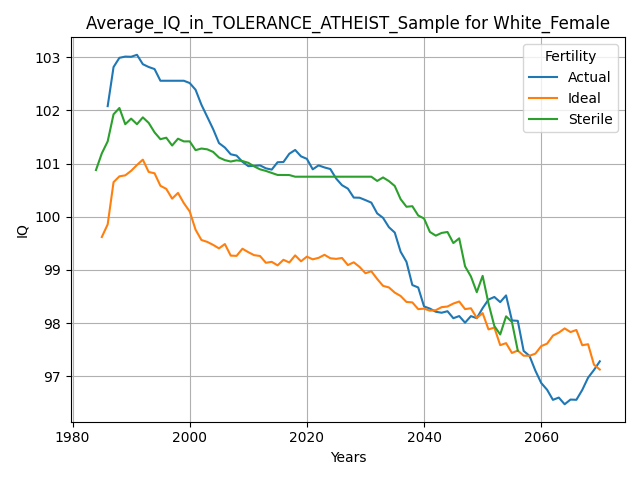 Average_IQ_in_TOLERANCE_ATHEIST_Sample for White_Female
Fertility
Actual
Ideal
Sterile
IQ
103
102
101
100
99
98
97
1980 2000 2020 2040 2060
Years